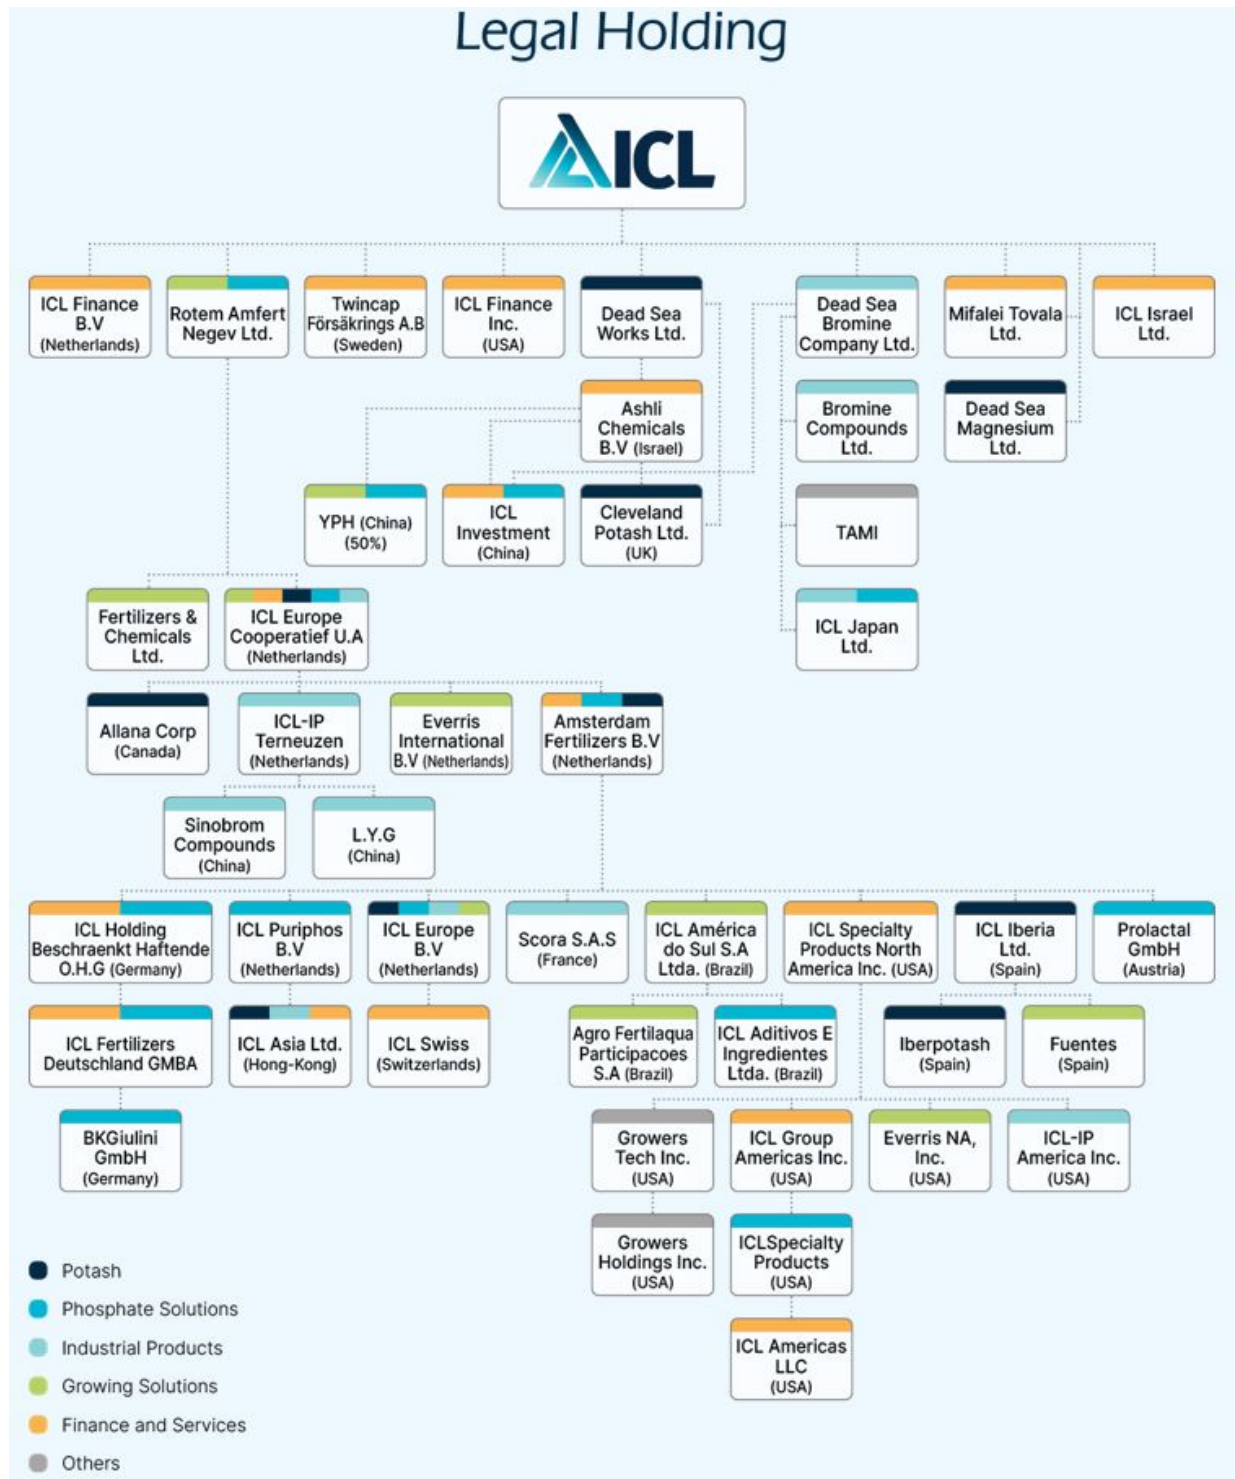 Legal Holding
ICL
ICL Finance
B.V
(Netherlands)
Rotem Amfert
Negev Ltd.
Twincap
Försäkrings A.B
(Sweden)
ICL Finance
Inc.
(USA)
Dead Sea
Works Ltd.
Dead Sea
Bromine
Company Ltd.
Mifalei Tovala
Ltd.
ICL Israel
Ltd.
Ashli
Chemicals
B.V (Israel)
Bromine
Compounds
Ltd.
Dead Sea
Magnesium
Ltd.
YPH (China)
(50%)
ICL
Investment
(China)
Cleveland
Potash Ltd.
(UK)
TAMI
Fertilizers &
Chemicals
Ltd.
ICL Europe
Cooperatief U.A
(Netherlands)
ICL Japan
Ltd.
Allana Corp
(Canada)
ICL-IP
Terneuzen
(Netherlands)
Everris
International
B.V (Netherlands)
Amsterdam
Fertilizers B.V
(Netherlands)
Sinobrom
Compounds
(China)
L.Y.G
(China)
ICL Holding
Beschraenkt Haftende
O.H.G (Germany)
ICL Puriphos
B.V
(Netherlands)
ICL Europe
B.V
(Netherlands)
Scora S.A.S
(France)
ICL América
do Sul S.A
Ltda. (Brazil)
ICL Specialty
Products North
America Inc. (USA)
ICL Iberia
Ltd.
(Spain)
Prolactal
GmbH
(Austria)
ICL Fertilizers
Deutschland GMBA
ICL Asia Ltd.
(Hong-Kong)
ICL Swiss
(Switzerlands)
Agro Fertilaqua
Participacoes
S.A (Brazil)
ICL Aditivos E
Ingredientes
Ltda. (Brazil)
Iberpotash
(Spain)
Fuentes
(Spain)
BKGiulini
GmbH
(Germany)
Growers
Tech Inc.
(USA)
ICL Group
Americas Inc.
(USA)
Everris NA,
Inc.
(USA)
ICL-IP
America Inc.
(USA)
Growers
Holdings Inc.
(USA)
ICLSpecialty
Products
(USA)
ICL Americas
LLC
(USA)
Potash
Phosphate Solutions
Industrial Products
Growing Solutions
Finance and Services
Others